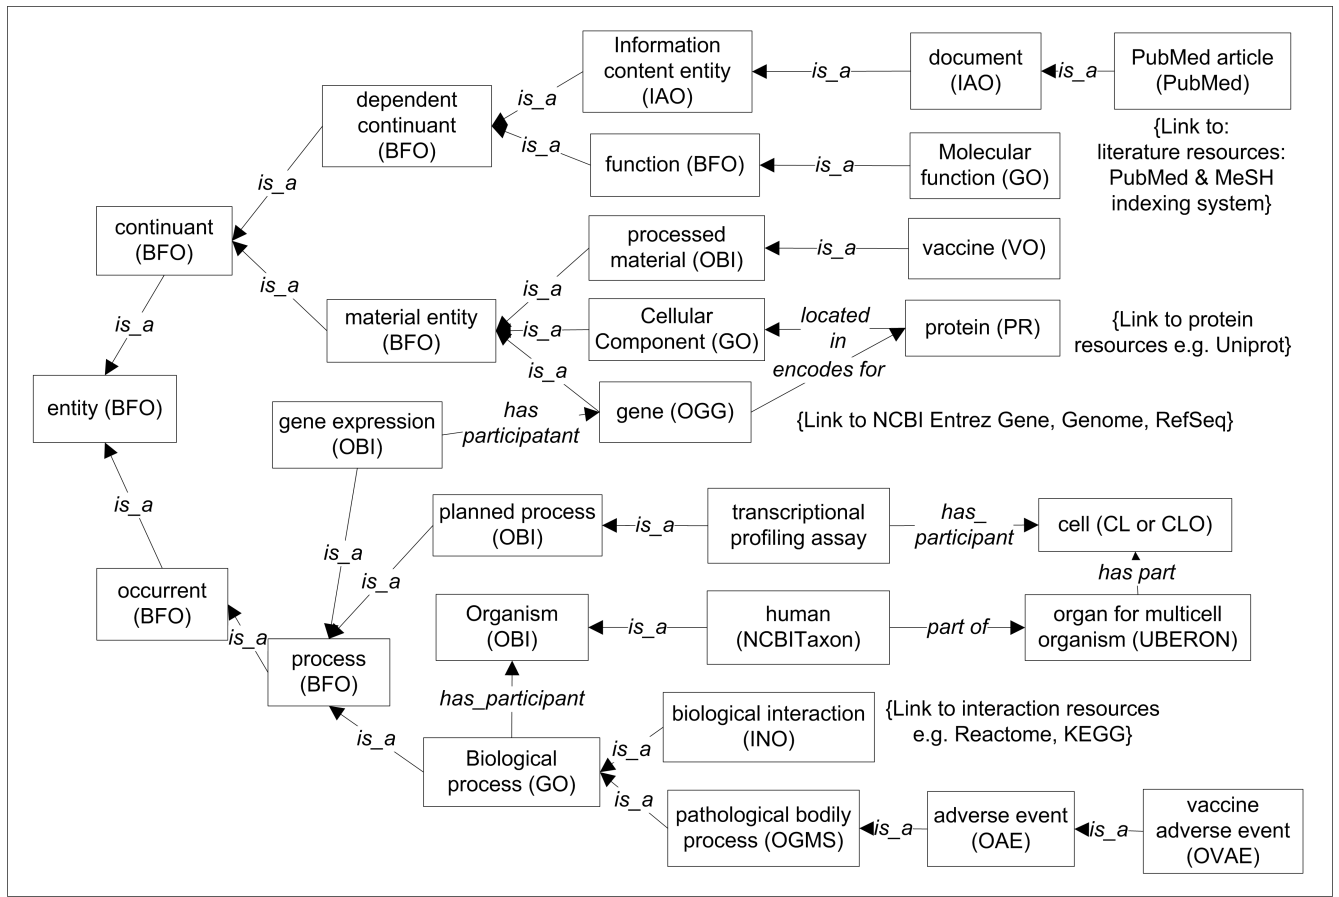 Information
content entity
(IAO)
is_a
document
(IAO)
is_a
PubMed article
(PubMed)
dependent
continuant
(BFO)
is_a
is_a
function (BFO)
is_a
Molecular
function (GO)
{Link to:
literature resources:
PubMed & MeSH
indexing system}
is_a
continuant
(BFO)
processed
material (OBI)
is_a
vaccine (VO)
is_a
is_a
material entity
(BFO)
is_a
Cellular
Component (GO)
located
in
protein (PR)
{Link to protein
resources e.g. Uniprot}
is_a
is_a
encodes for
entity (BFO)
gene expression
(OBI)
has
participatant
gene (OGG)
{Link to NCBI Entrez Gene, Genome, RefSeq}
is_a
planned process
(OBI)
is_a
transcriptional
profiling assay
has_
participant
cell (CL or CLO)
is_a
is_a
has part
occurrent
(BFO)
is_a
Organism
(OBI)
is_a
human
(NCBITaxon)
part of
organ for multicell
organism (UBERON)
process
(BFO)
has_participant
is_a
biological interaction
(INO)
{Link to interaction resources
e.g. Reactome, KEGG}
is_a
Biological
process (GO)
is_a
pathological bodily
process (OGMS)
is_a
adverse event
(OAE)
is_a
vaccine
adverse event
(OVAE)